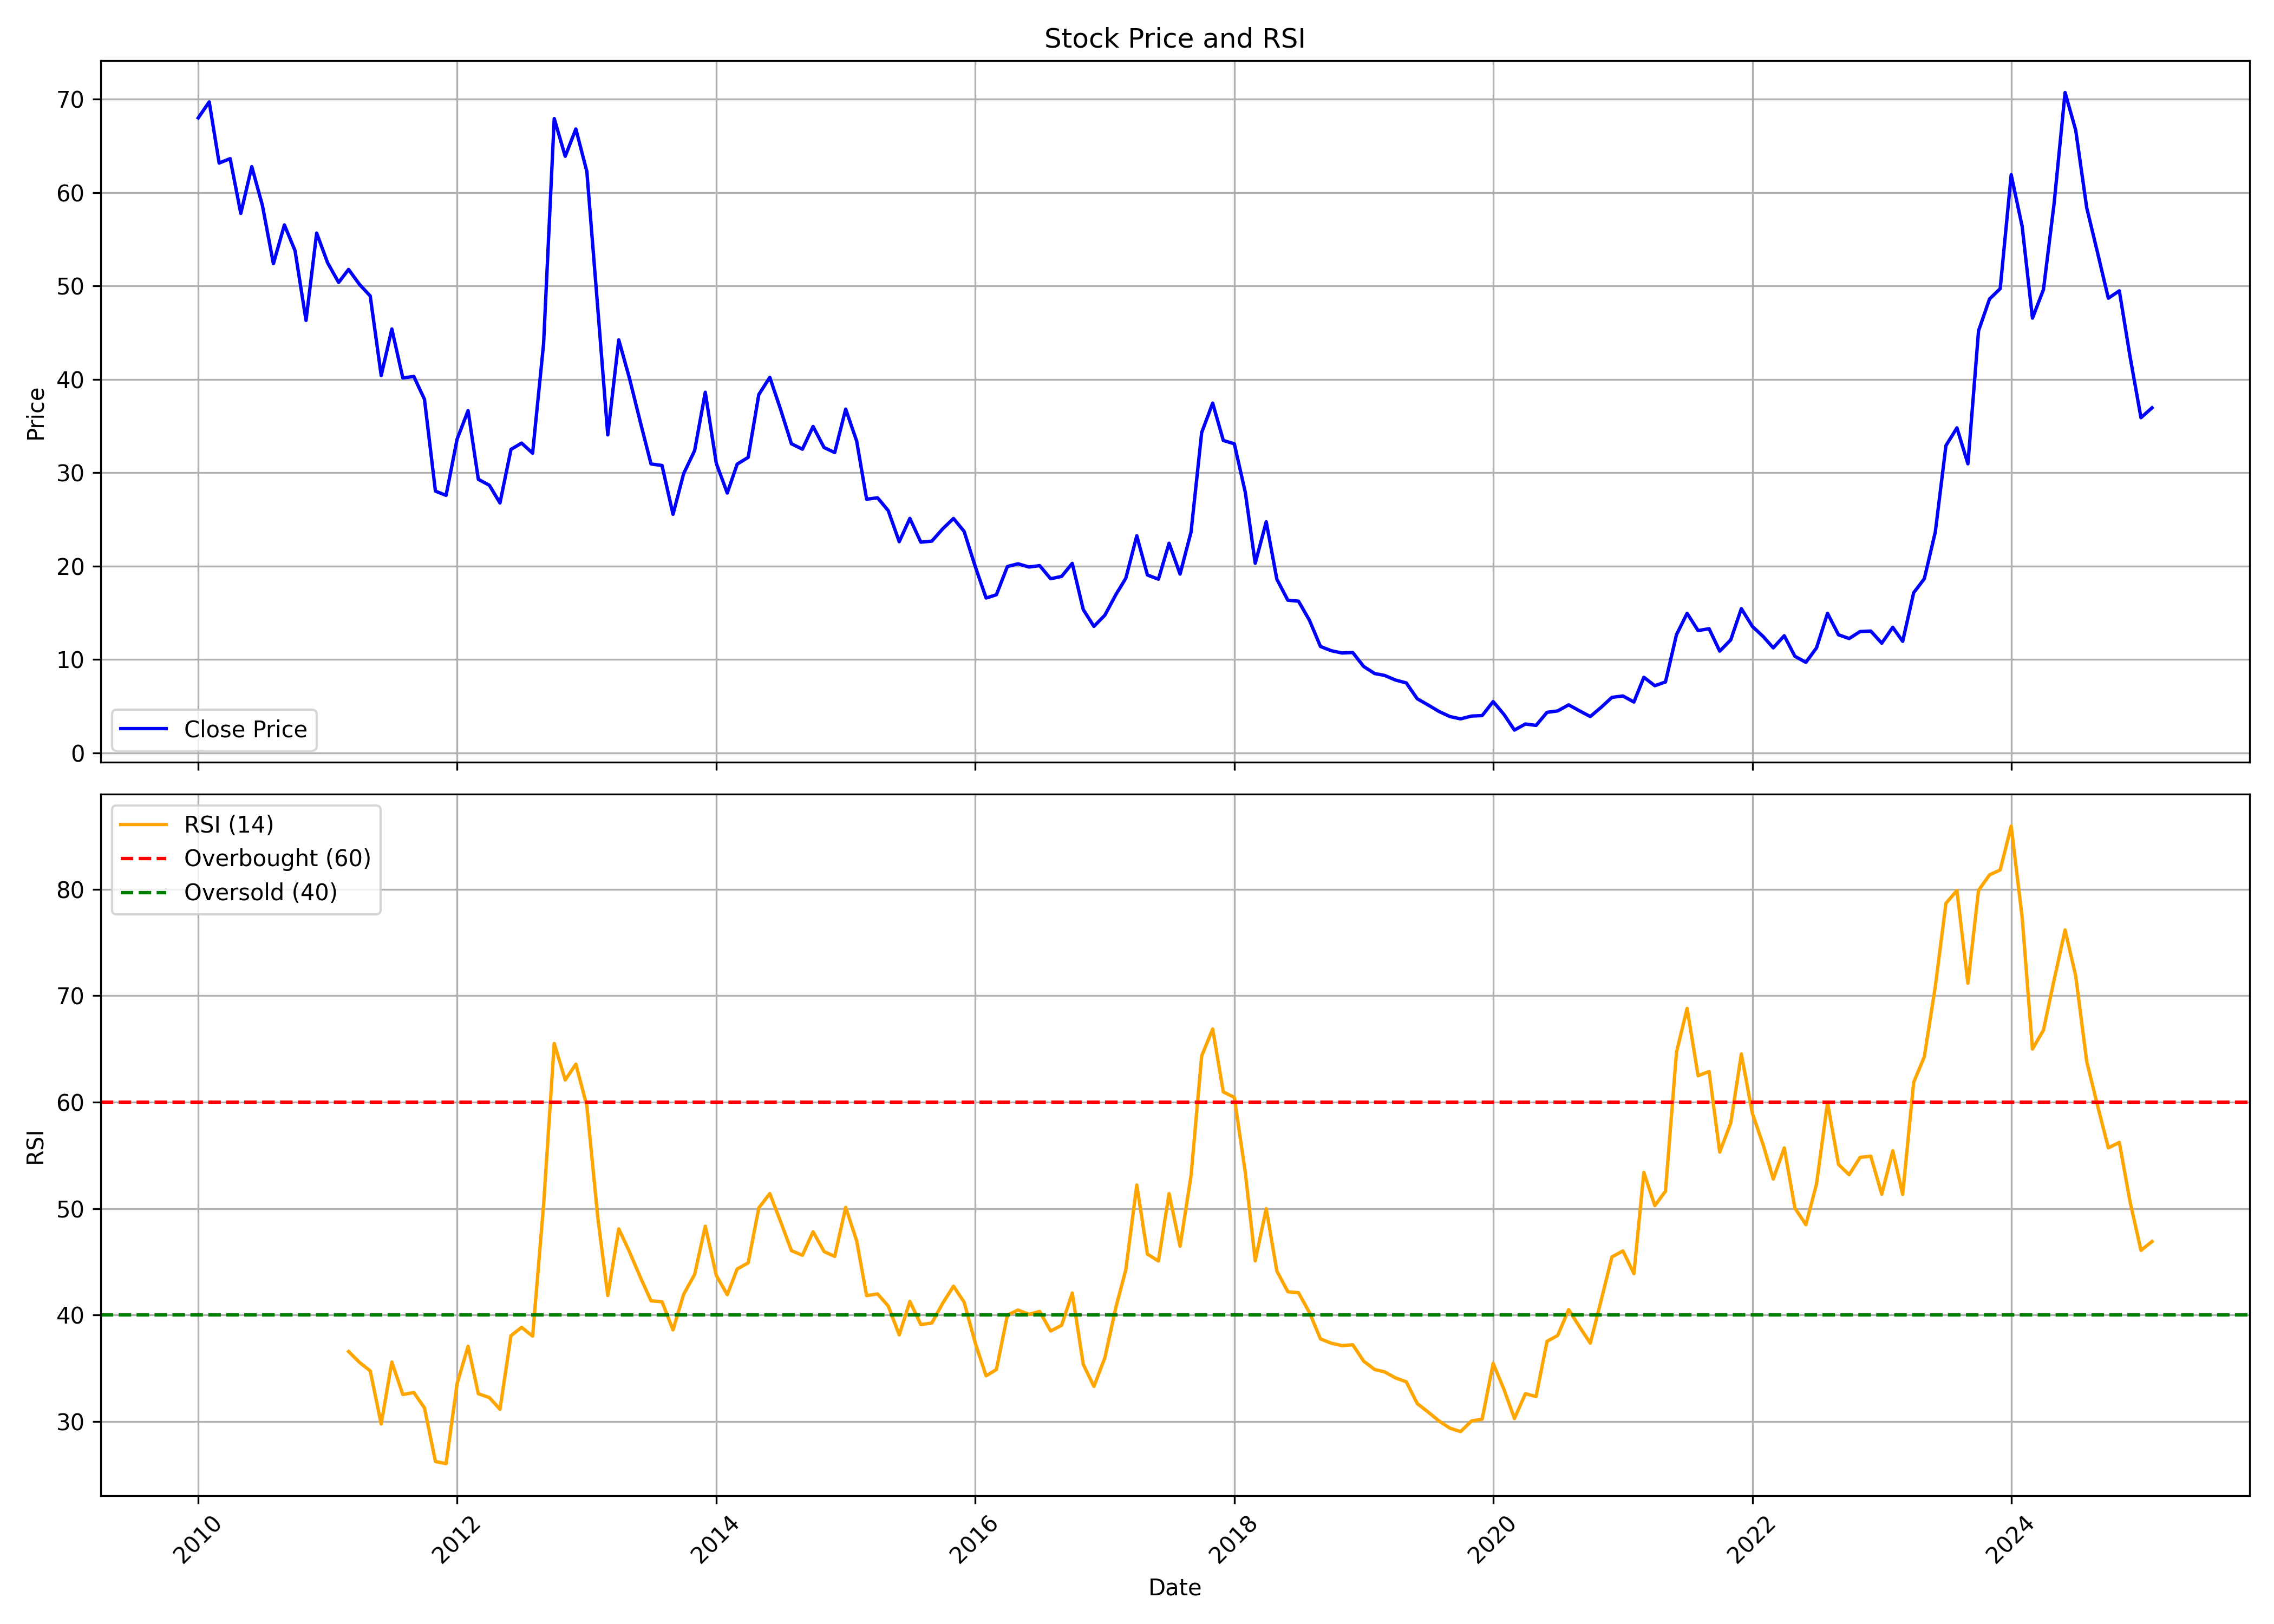 Stock Price and RSI
70
60
50
40
30
20
10
0
Price
Close Price
RSI (14)
Overbought (60)
Oversold (40)
80
70
60
50
40
30
RSI
2010
2012
2014
2016
2018
2020
2022
2024
Date